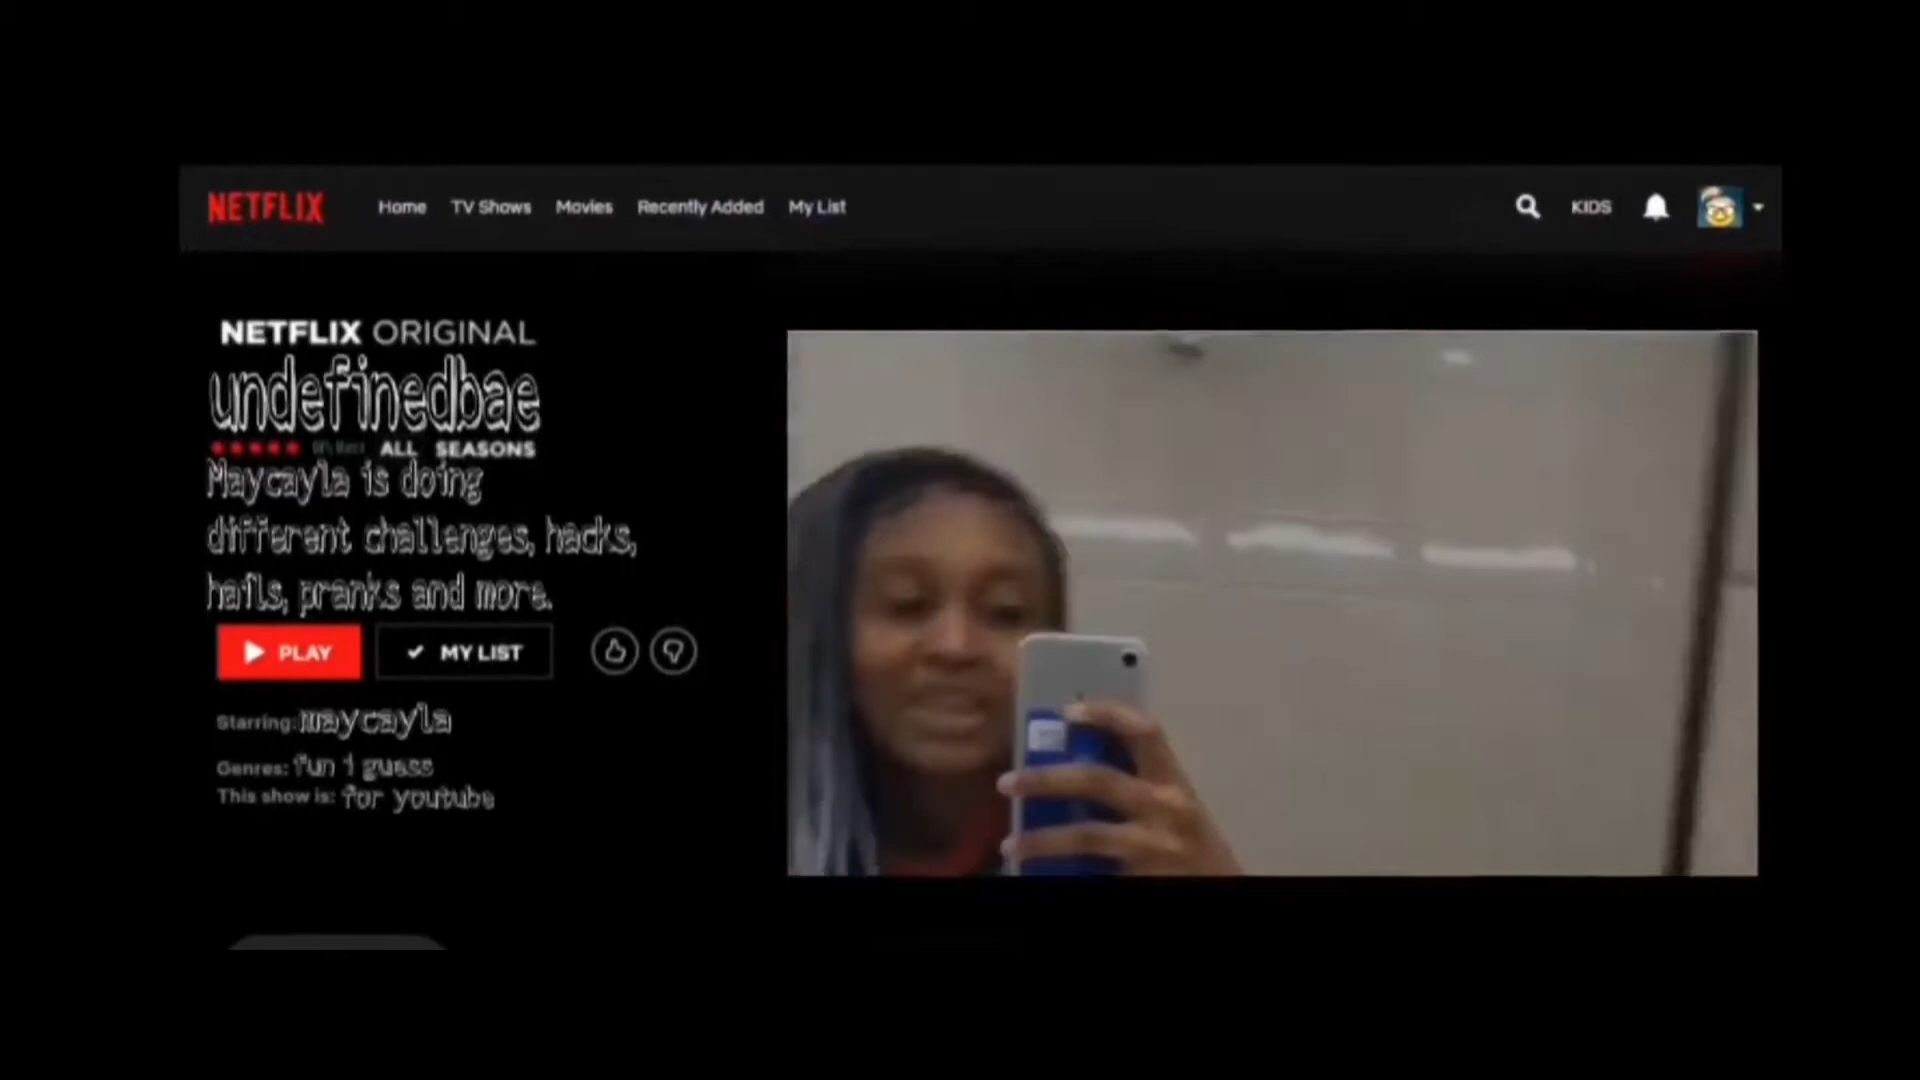 NETFLIX Home TV Shows Movies Recently Added My List KIDS
NETFLIX ORIGINAL
undefinedbae
ALL SEASONS
Maycayla is doing
different challenges, hacks,
hails, pranks and more.
PLAY MY LIST
Starring: maycayla
Genres: fun i guess
This show is: for youtube